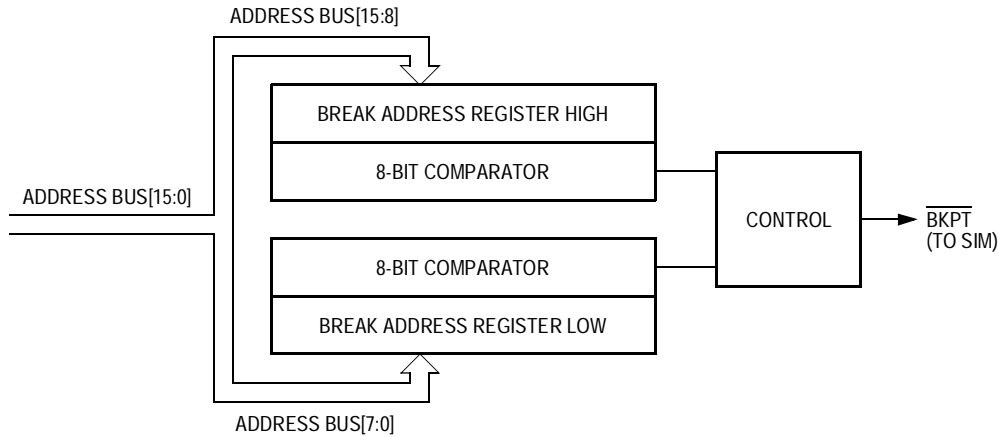 ADDRESS BUS[15:8]
BREAK ADDRESS REGISTER HIGH
8-BIT COMPARATOR
ADDRESS BUS[15:0]
CONTROL
BKPT
(TO SIM)
8-BIT COMPARATOR
BREAK ADDRESS REGISTER LOW
ADDRESS BUS[7:0]